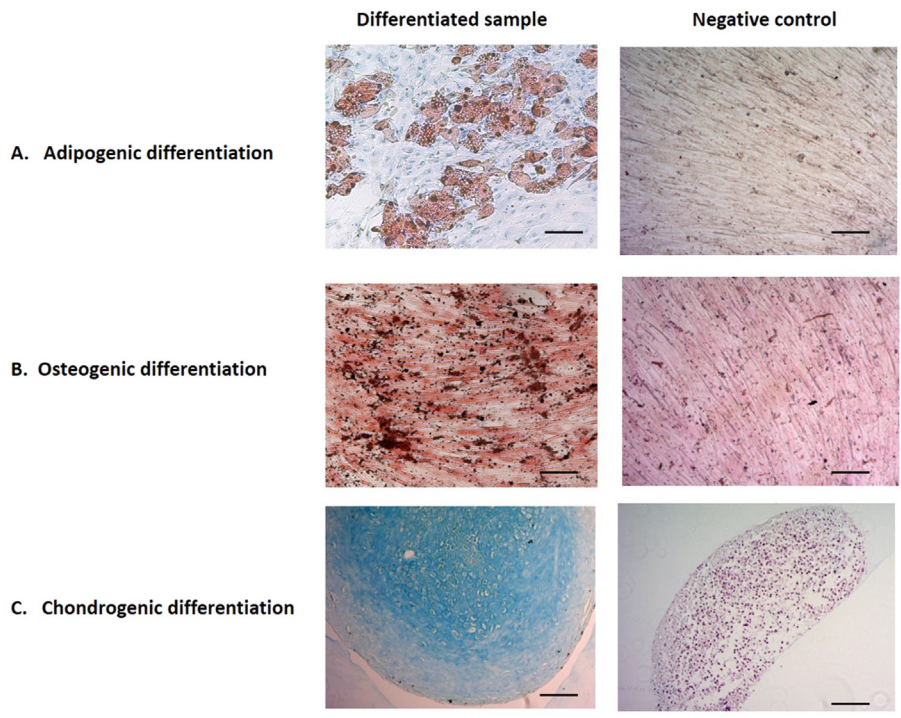 Differentiated sample
Negative control
A. Adipogenic differentiation
B. Osteogenic differentiation
C. Chondrogenic differentiation